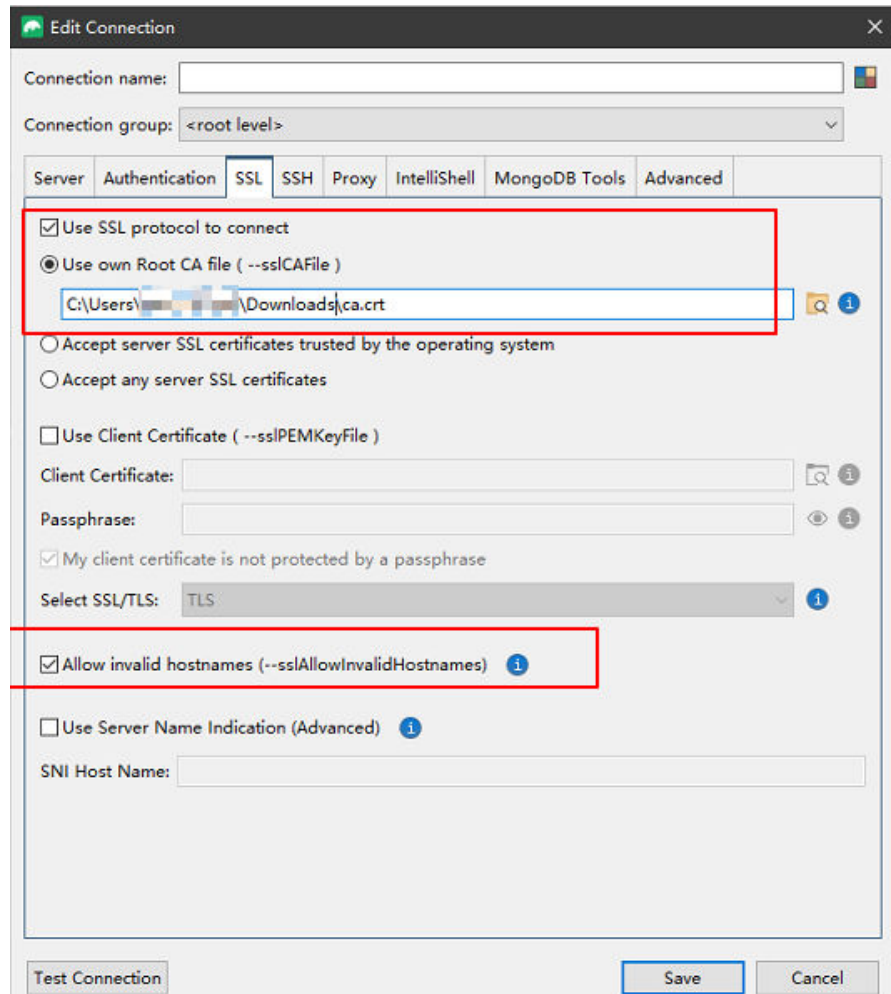 Edit Connection
Connection name:
Connection group: <root level>
Server Authentication SSL SSH Proxy IntelliShell MongoDB Tools Advanced
Use SSL protocol to connect
Use own Root CA file ( --sslCAFile )
C:\Users\ \Downloads\ca.crt
Accept server SSL certificates trusted by the operating system
Accept any server SSL certificates
Use Client Certificate ( --sslPEMKeyFile )
Client Certificate:
Passphrase:
My client certificate is not protected by a passphrase
Select SSL/TLS: TLS
Allow invalid hostnames (--sslAllowInvalidHostnames)
Use Server Name Indication (Advanced)
SNI Host Name:
Test Connection Save Cancel